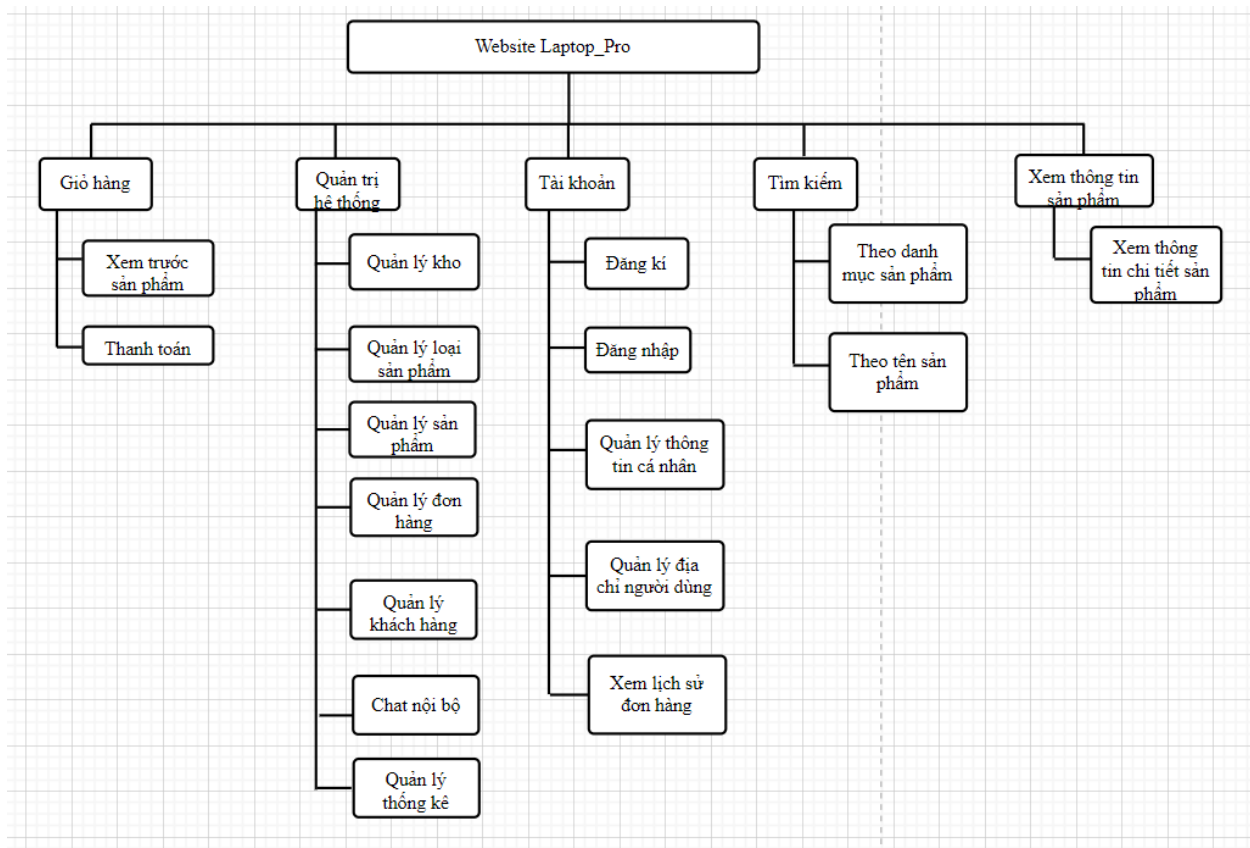 Website Laptop_Pro
Giỏ hàng
Quản trị
hê thống
Tài khoản
Tìm kiếm
Xem thông tin
sản phẩm
Xem trước
sản phẩm
Thanh toán
Quản lý kho
Quản lý loại
sản phẩm
Quản lý sản
phẩm
Quản lý đơn
hàng
Quản lý
khách hàng
Chat nội bộ
Quản lý
thống kê
Đăng kí
Đăng nhập
Quản lý thông
tin cá nhân
Quản lý địa
chỉ người dùng
Xem lịch sử
đơn hàng
Theo danh
mục sản phẩm
Theo tên sản
phẩm
Xem thông
tin chi tiết sản
phẩm